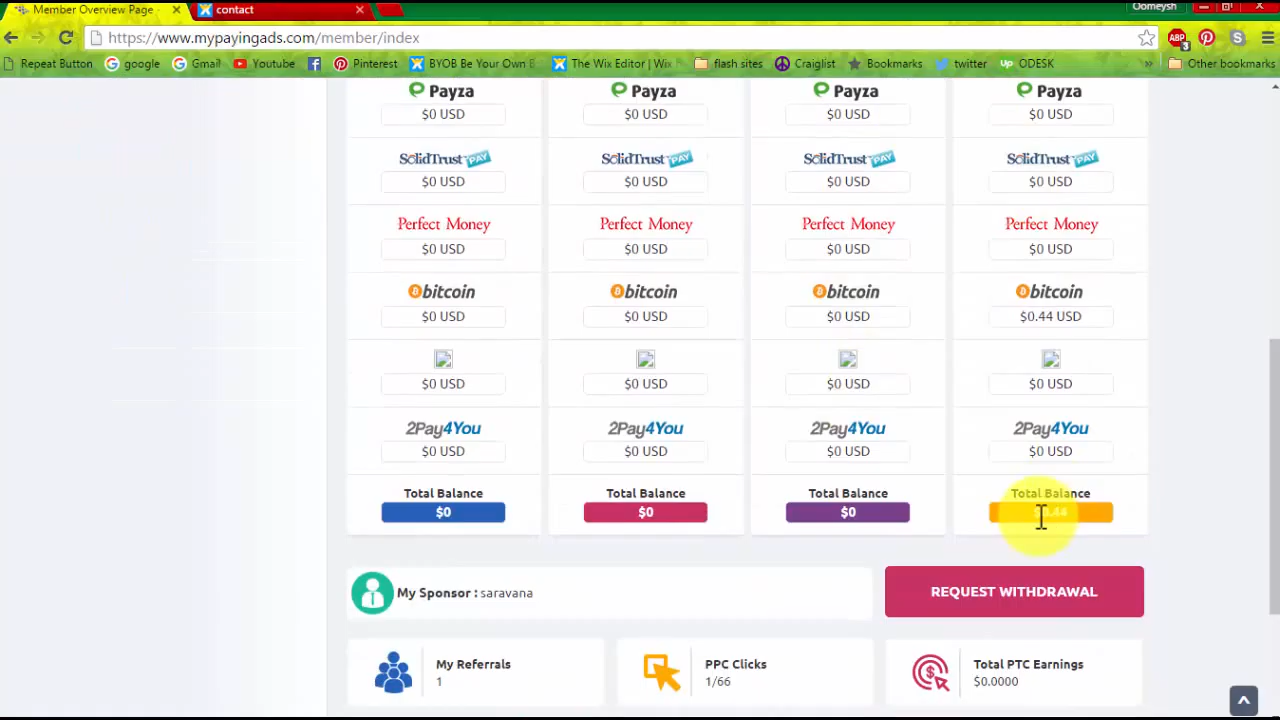 Member Overview Page
contact
Oomeysh
https://www.mypayingads.com/member/index
ABP
3
Repeat Button google Gmail Youtube Pinterest BYOB Be Your Own B The Wix Editor | Wix flash sites Craiglist Bookmarks twitter Up ODESK » Other bookmarks
Payza Payza Payza Payza
$0 USD $0 USD $0 USD $0 USD
SolidTrust PAY SolidTrust PAY SolidTrust PAY SolidTrust PAY
$0 USD $0 USD $0 USD $0 USD
Perfect Money Perfect Money Perfect Money Perfect Money
$0 USD $0 USD $0 USD $0 USD
bitcoin bitcoin bitcoin bitcoin
$0 USD $0 USD $0 USD $0.44 USD
$0 USD $0 USD $0 USD $0 USD
2Pay4You 2Pay4You 2Pay4You 2Pay4You
$0 USD $0 USD $0 USD $0 USD
Total Balance Total Balance Total Balance Total Balance
$0 $0 $0
My Sponsor : saravana
REQUEST WITHDRAWAL
My Referrals PPC Clicks Total PTC Earnings
1 1/66 $0.0000